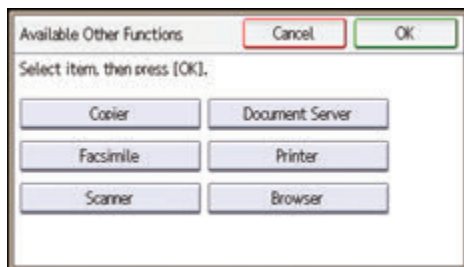 Available Other Functions Cancel OK
Select item, then press [OK].
Copier Document Server
Facsimile Printer
Scanner Browser